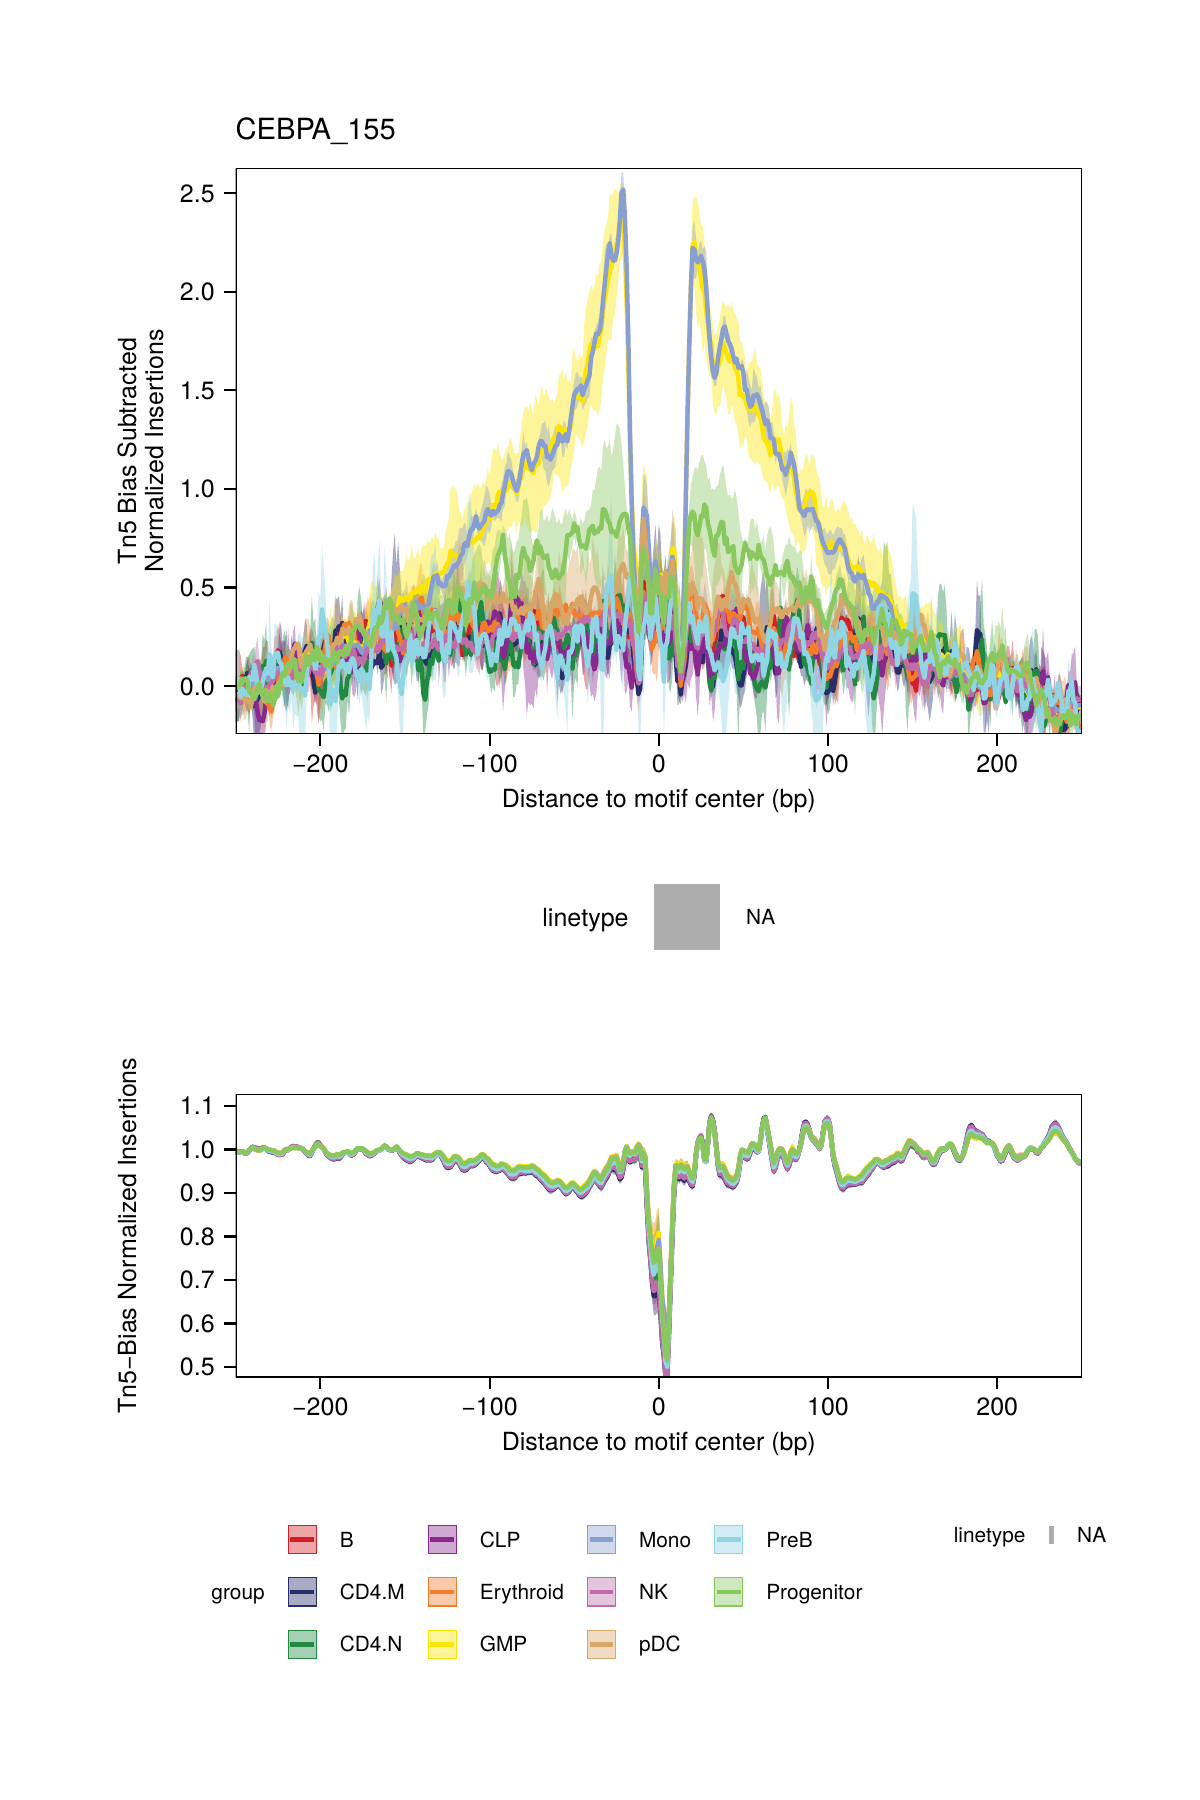 CEBPA_155
Tn5 Bias Subtracted
Normalized Insertions
2.5
2.0
1.5
1.0
0.5
0.0
−200 −100 0 100 200
Distance to motif center (bp)
linetype NA
Tn5−Bias Normalized Insertions
1.1
1.0
0.9
0.8
0.7
0.6
0.5
−200 −100 0 100 200
Distance to motif center (bp)
B CLP Mono PreB linetype NA
group CD4.M Erythroid NK Progenitor
CD4.N GMP pDC